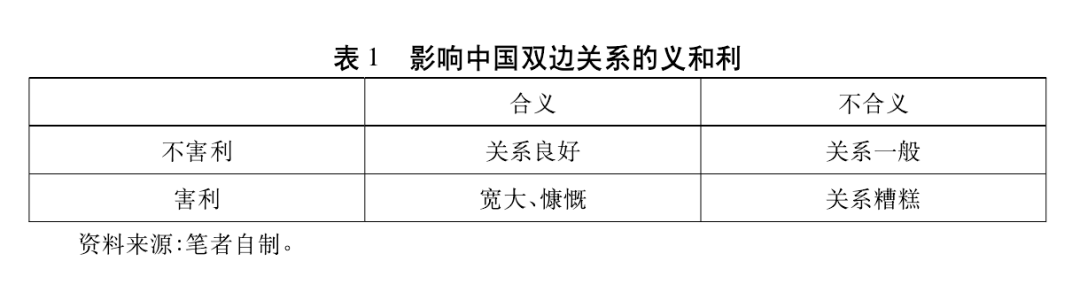 表1 影响中国双边关系的义和利
合义 不合义
不害利 关系良好 关系一般
害利 宽大、慷慨 关系糟糕
资料来源:笔者自制。